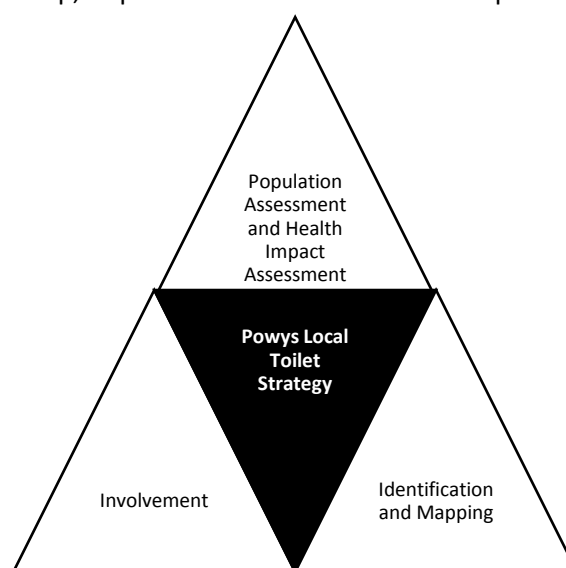 Population
Assessment
and Health
Impact
Assessment
Powys Local
Toilet
Strategy
Involvement
Identification
and Mapping